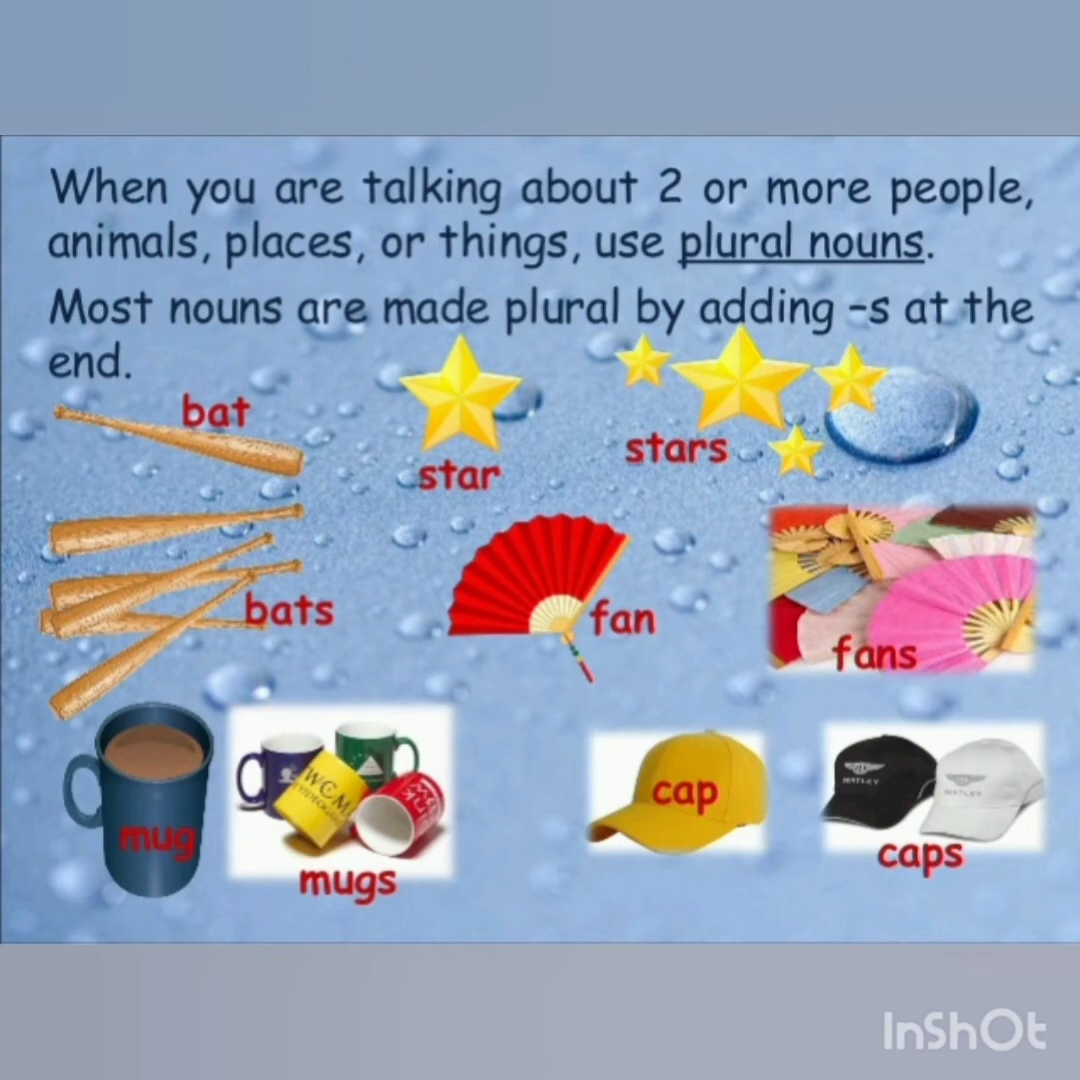 When you are talking about 2 or more people,
animals, places, or things, use plural nouns.
Most nouns are made plural by adding –s at the
end.
bat
star
stars
bats
fan
fans
mug
mugs
WCM
cap
caps
InShOt